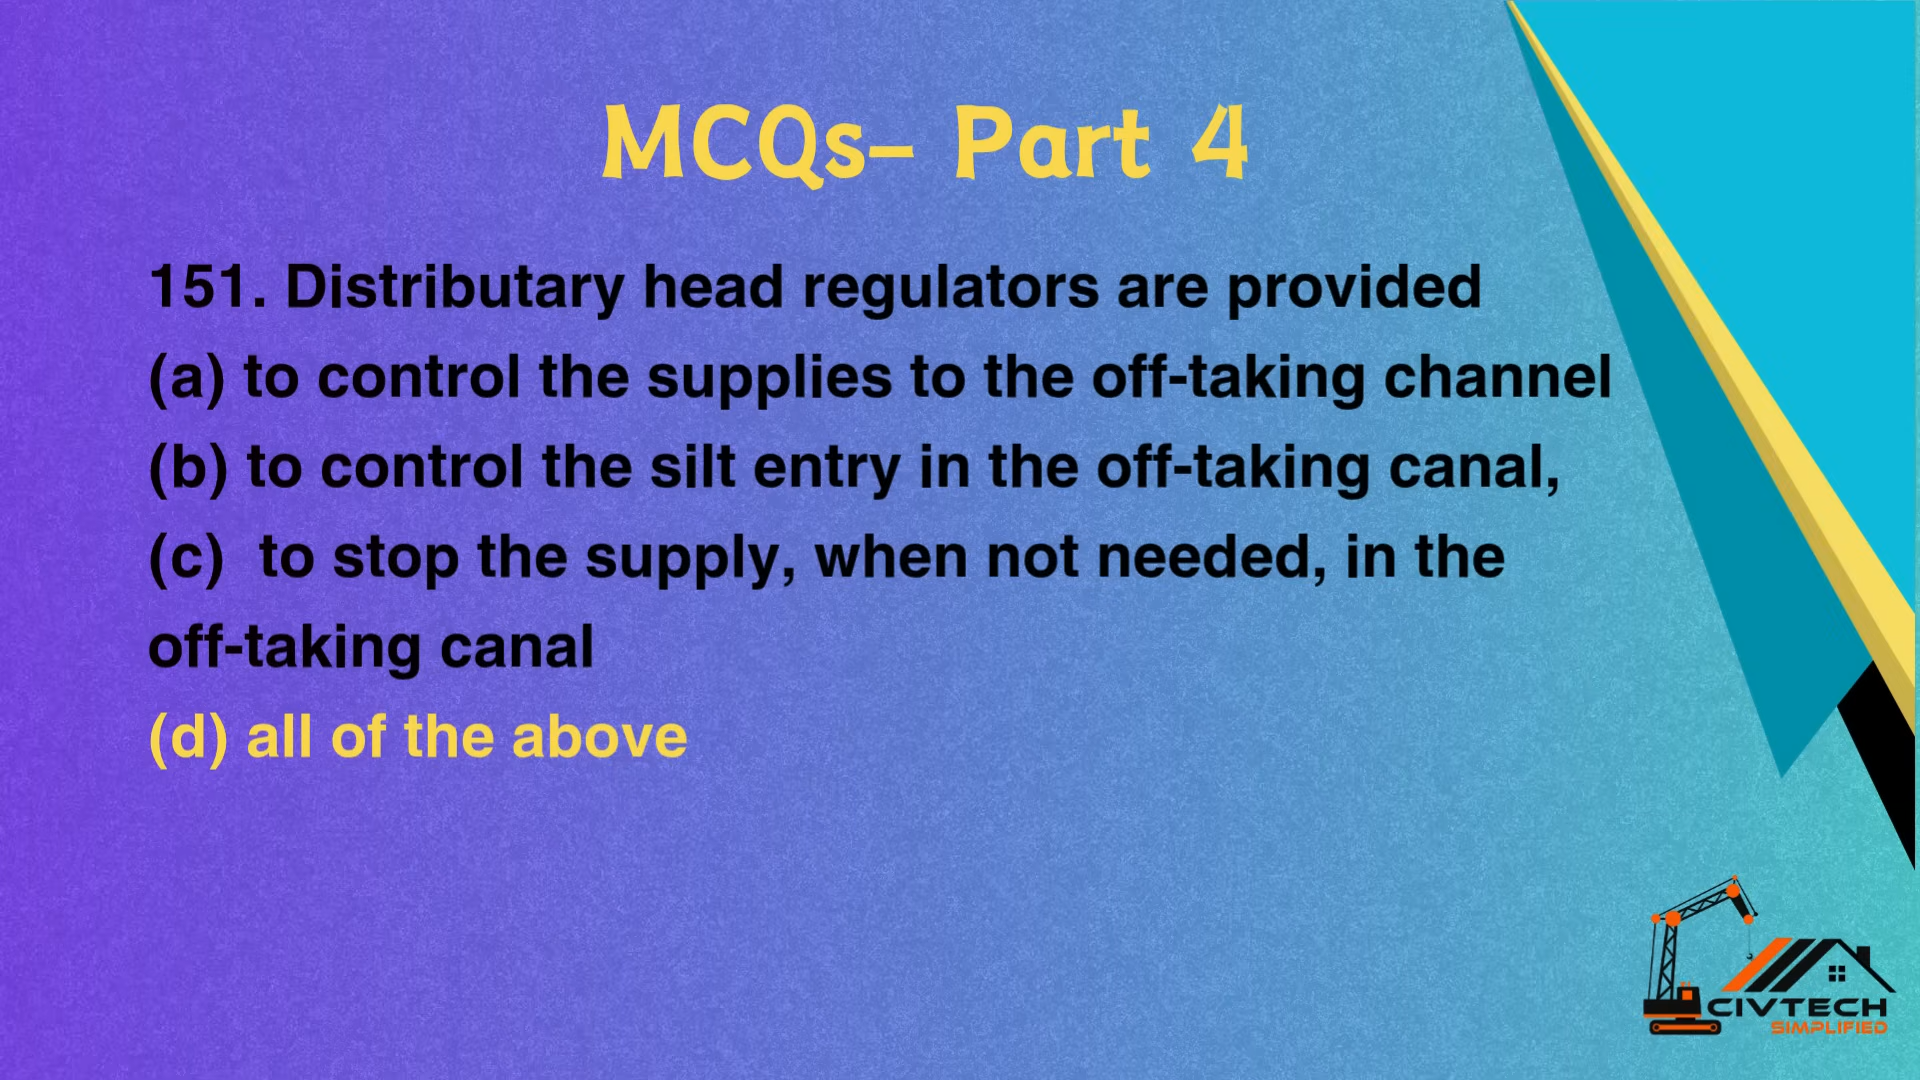 MCQs– Part 4
151. Distributary head regulators are provided
(a) to control the supplies to the off-taking channel
(b) to control the silt entry in the off-taking canal,
(c)  to stop the supply, when not needed, in the
off-taking canal
(d) all of the above
CIVTECH
SIMPLIFIED